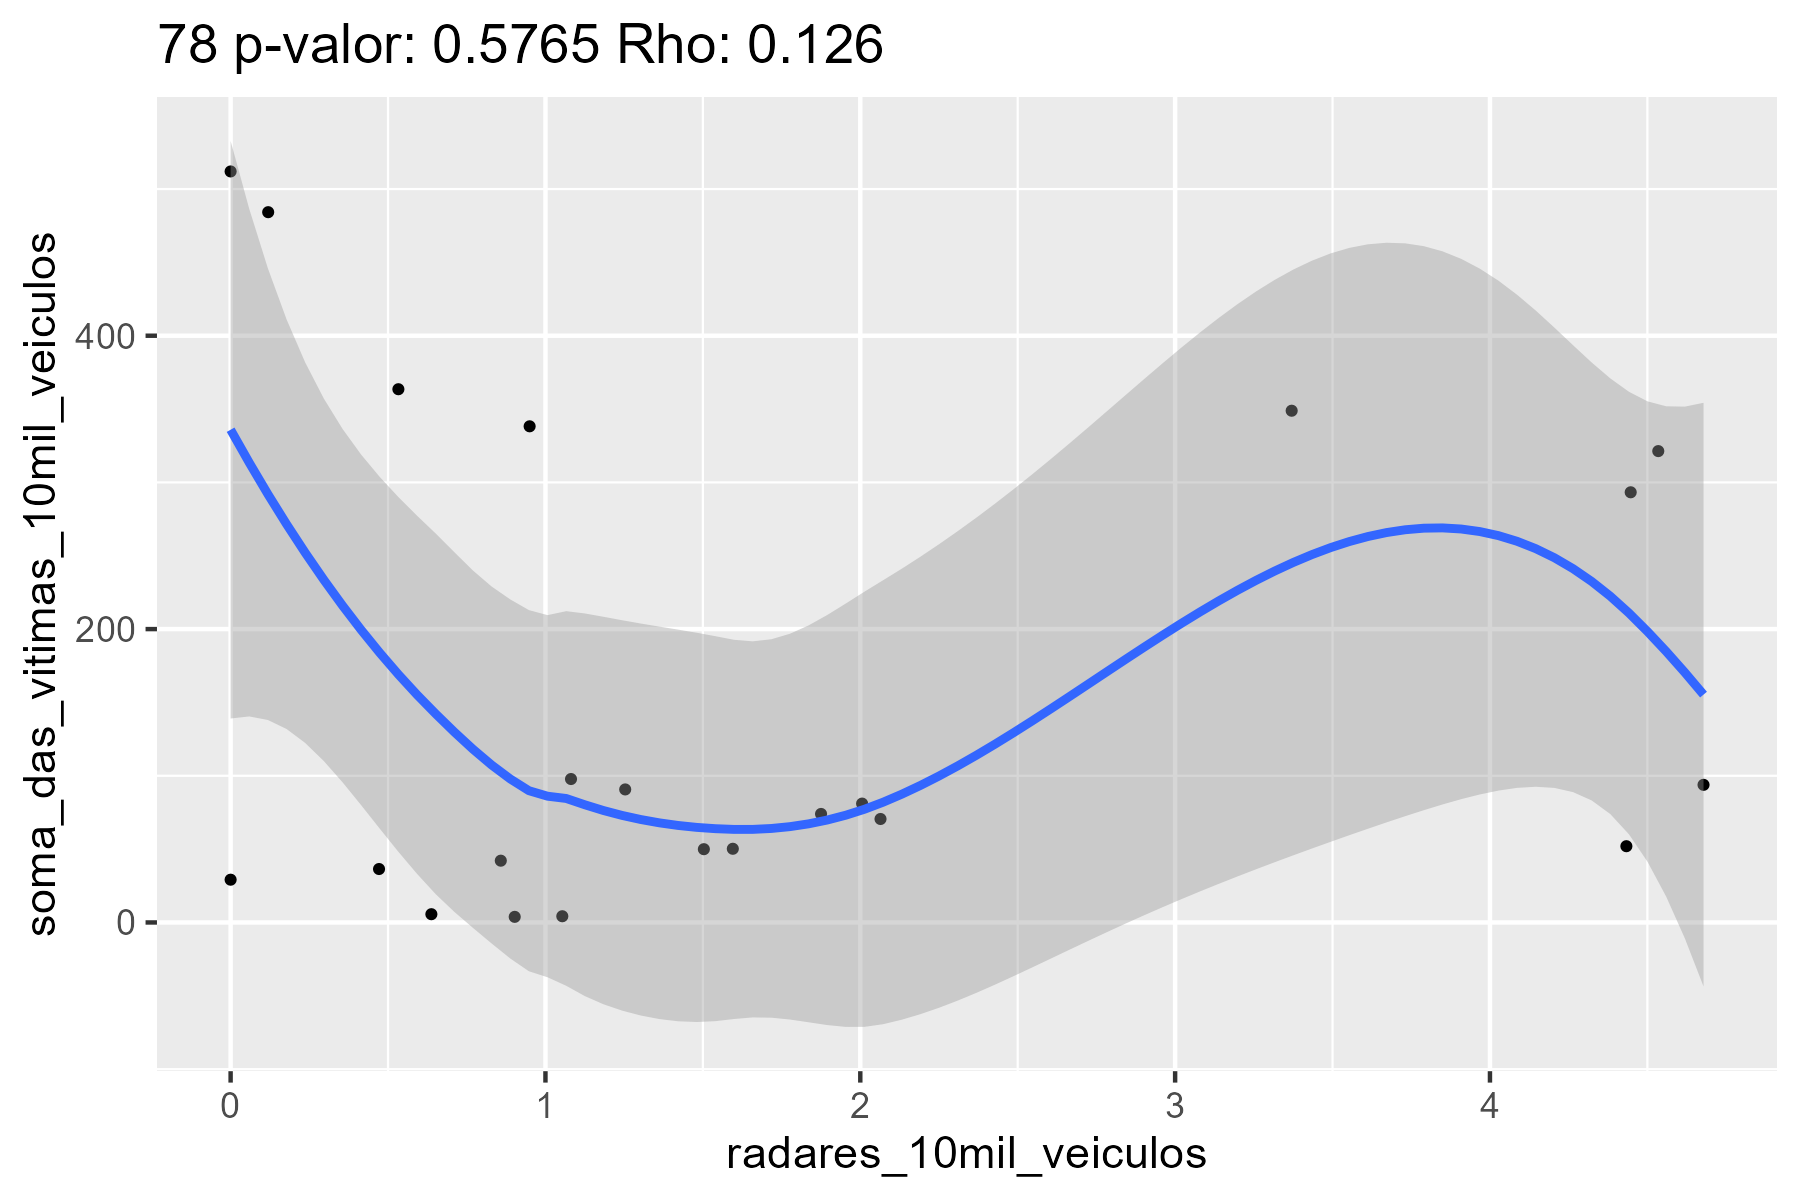 78 p-valor: 0.5765 Rho: 0.126
soma_das_vitimas_10mil_veiculos
400
200
0
0 1 2 3 4
radares_10mil_veiculos